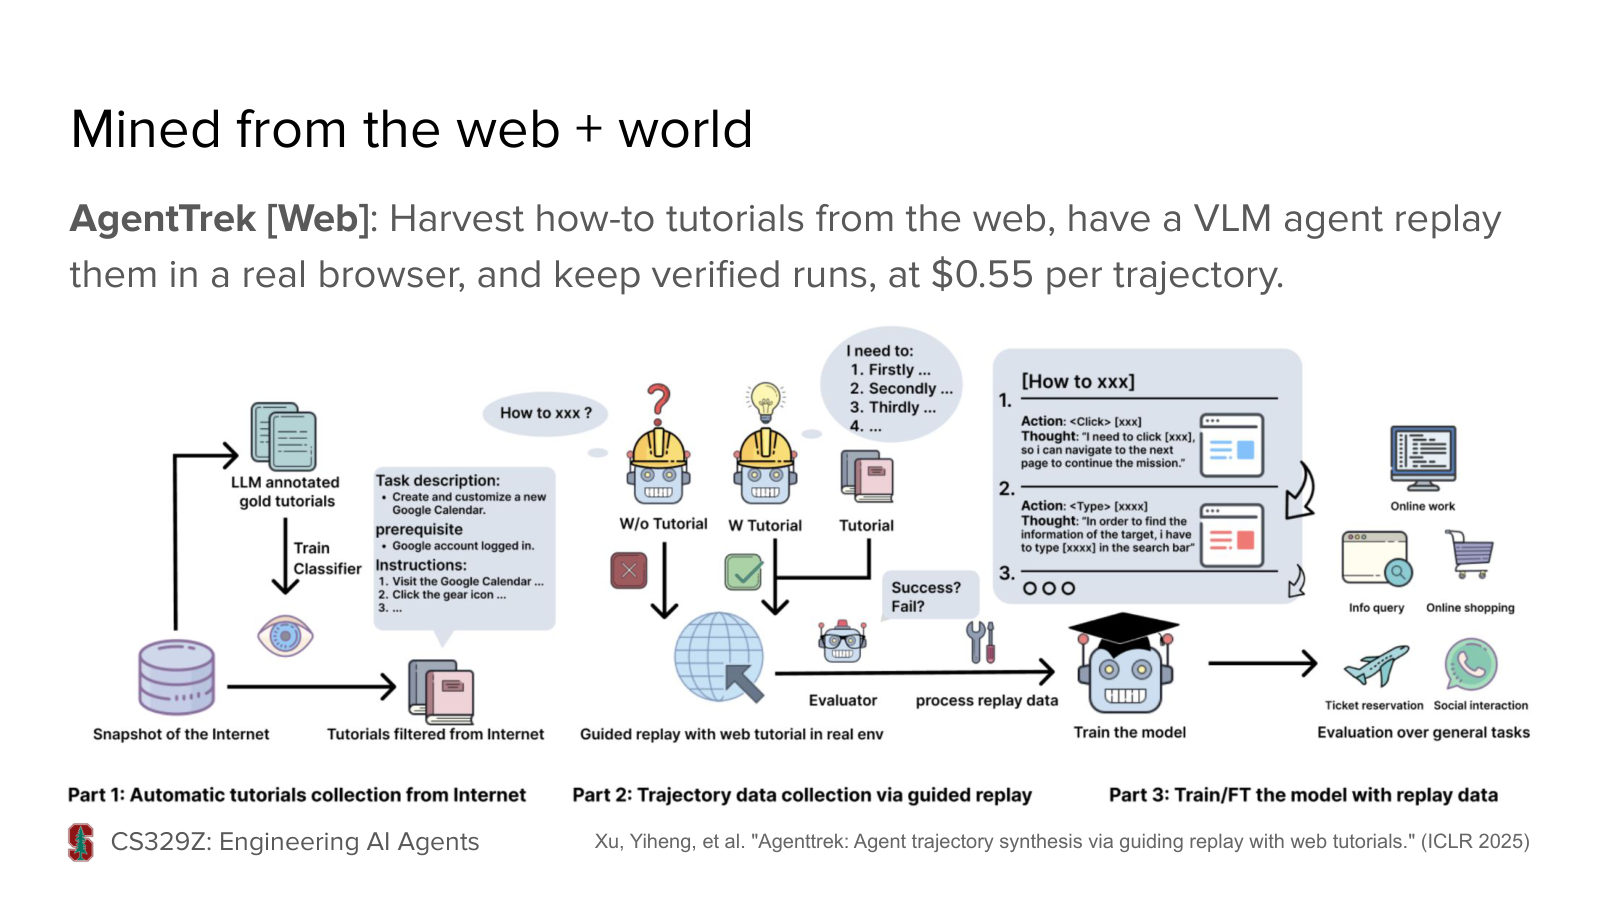 Mined from the web + world
AgentTrek [Web]: Harvest how-to tutorials from the web, have a VLM agent replay
them in a real browser, and keep verified runs, at $0.55 per trajectory.
LLM annotated
gold tutorials
Train
Classifier
Snapshot of the Internet
Task description:
• Create and customize a new
Google Calendar.
prerequisite
• Google account logged in.
Instructions:
1. Visit the Google Calendar ...
2. Click the gear icon ...
3. ...
Tutorials filtered from Internet
How to xxx ?
I need to:
1. Firstly ...
2. Secondly ...
3. Thirdly ...
4. ...
W/o Tutorial
W Tutorial
Tutorial
Success?
Fail?
Evaluator
process replay data
Guided replay with web tutorial in real env
[How to xxx]
1.
Action: <Click> [xxx]
Thought: "I need to click [xxx],
so i can navigate to the next
page to continue the mission."
2.
Action: <Type> [xxxx]
Thought: "In order to find the
information of the target, i have
to type [xxxx] in the search bar"
3.
Train the model
Online work
Info query
Online shopping
Ticket reservation
Social interaction
Evaluation over general tasks
Part 1: Automatic tutorials collection from Internet
Part 2: Trajectory data collection via guided replay
Part 3: Train/FT the model with replay data
CS329Z: Engineering AI Agents
Xu, Yiheng, et al. "Agenttrek: Agent trajectory synthesis via guiding replay with web tutorials." (ICLR 2025)